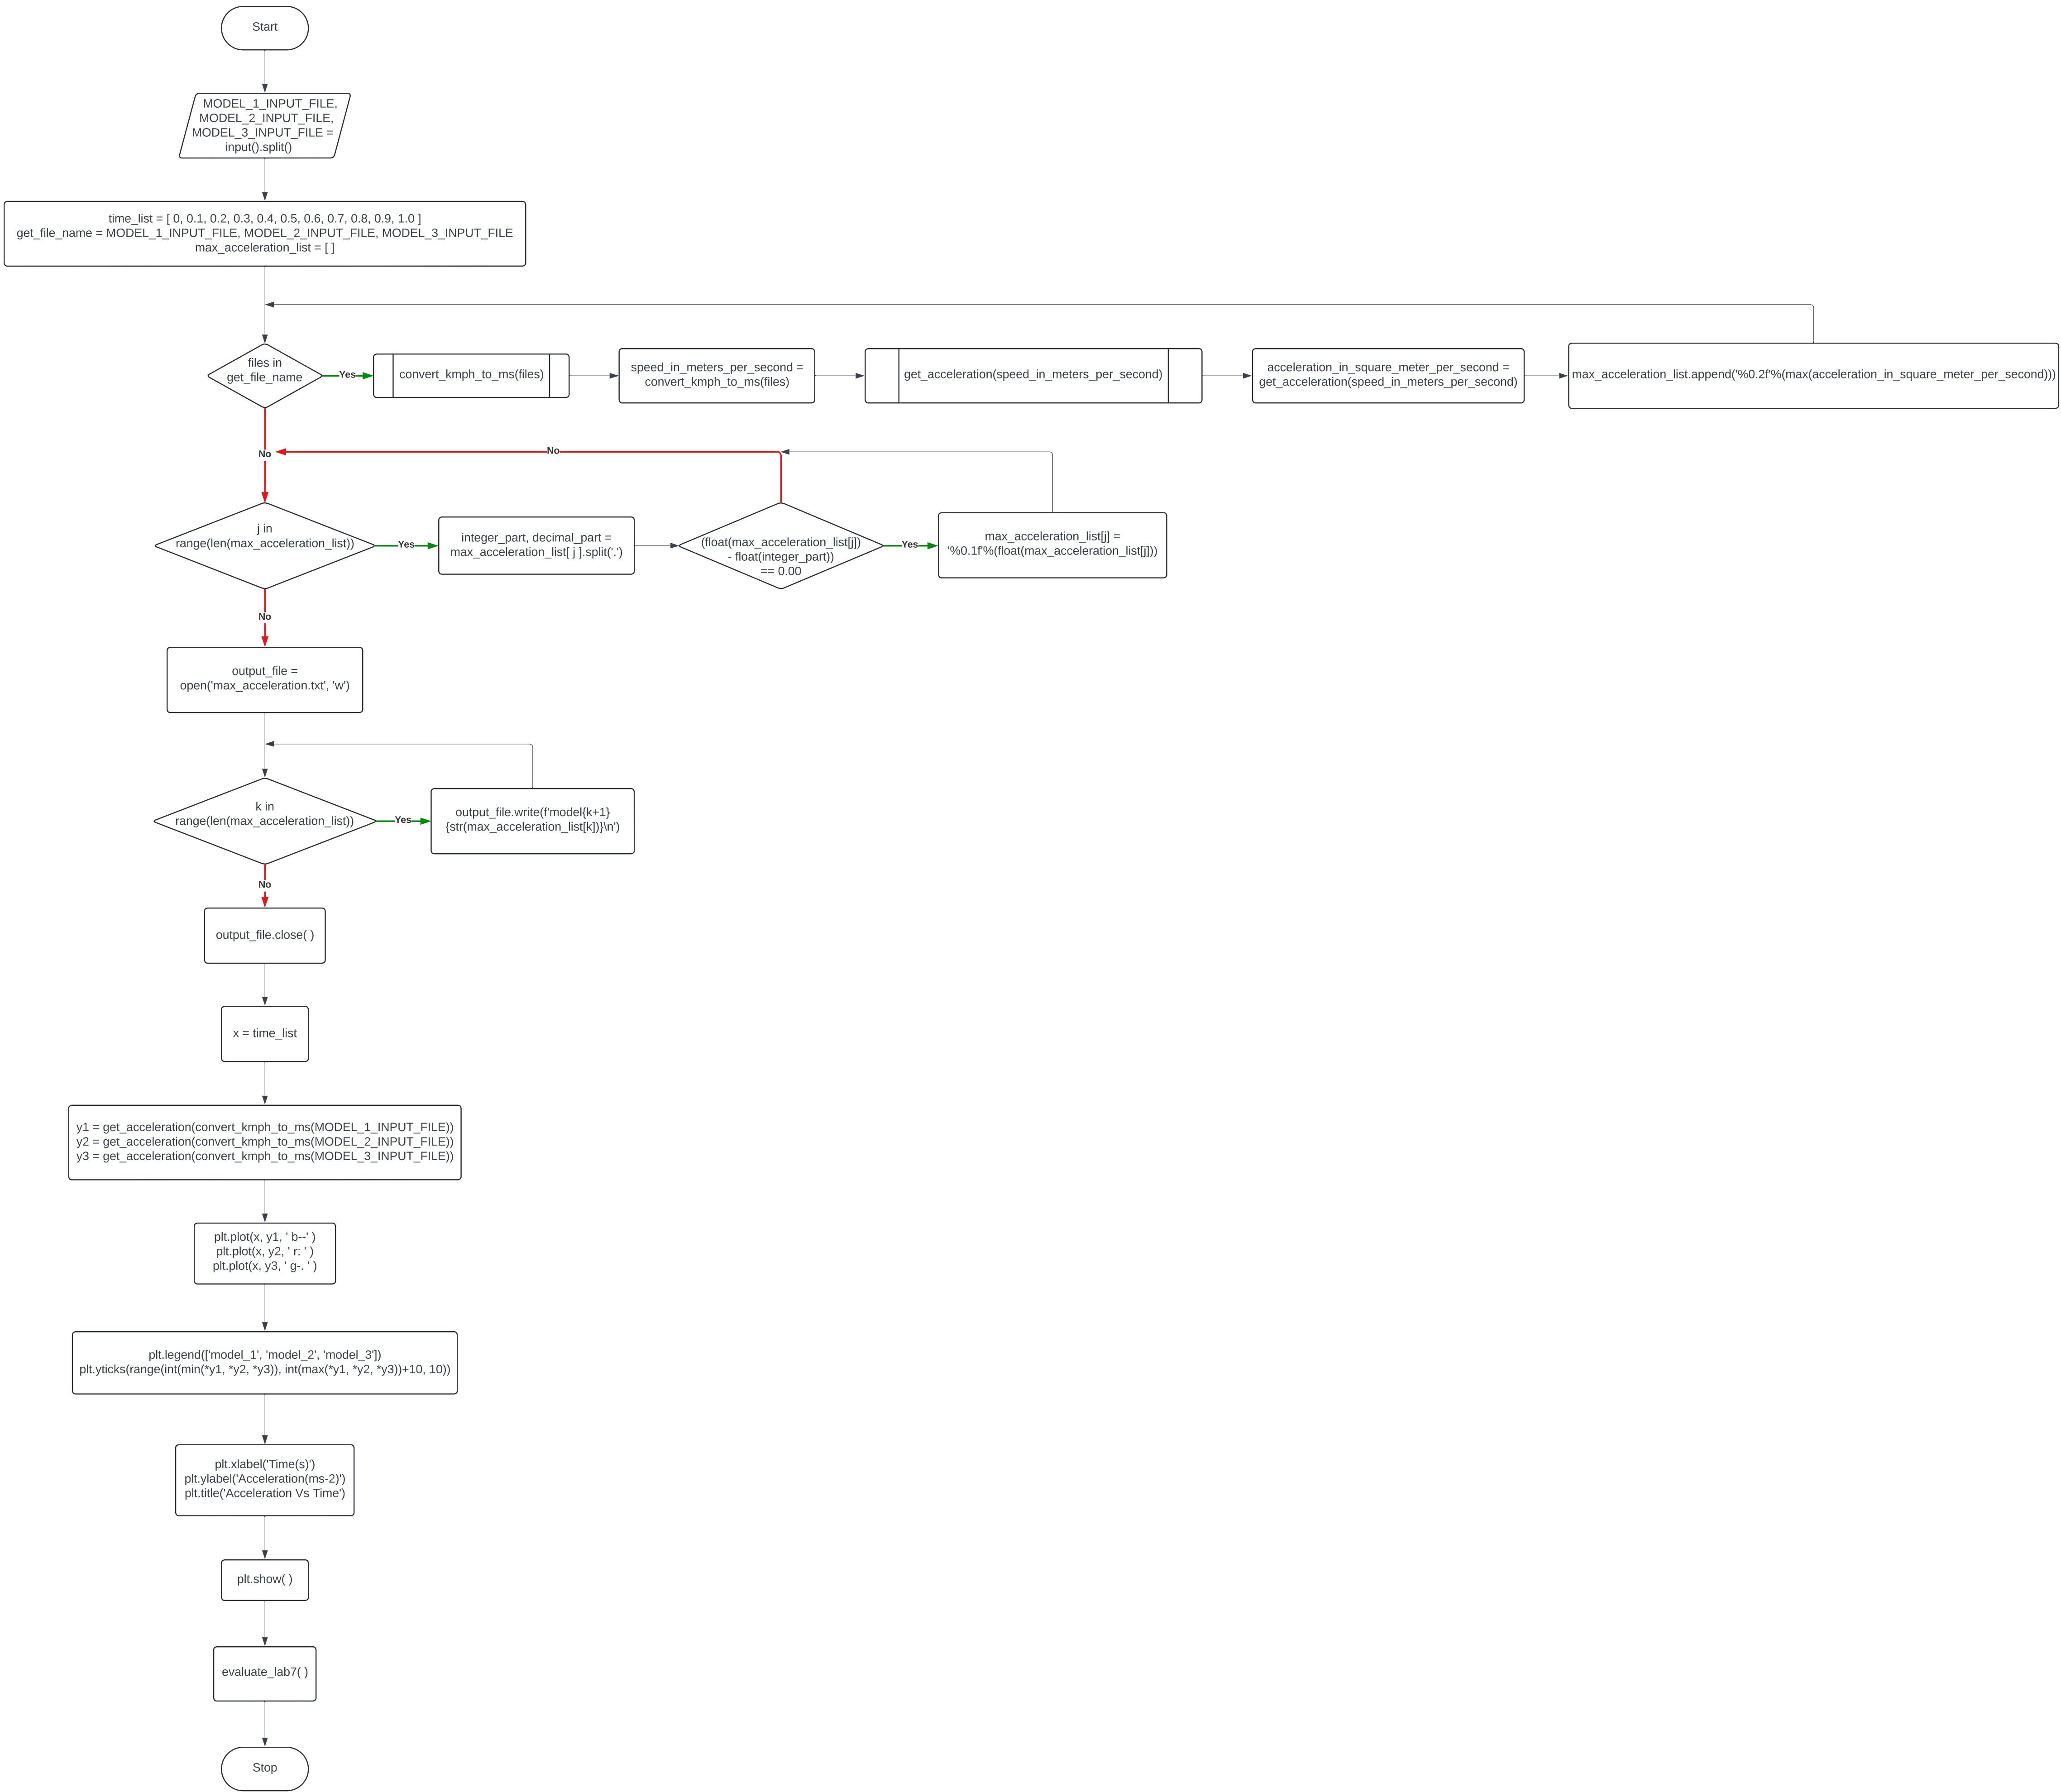 Start
MODEL_1_INPUT_FILE,
MODEL_2_INPUT_FILE,
MODEL_3_INPUT_FILE =
input().split()
time_list = [ 0, 0.1, 0.2, 0.3, 0.4, 0.5, 0.6, 0.7, 0.8, 0.9, 1.0 ]
get_file_name = MODEL_1_INPUT_FILE, MODEL_2_INPUT_FILE, MODEL_3_INPUT_FILE
max_acceleration_list = [ ]
files in
get_file_name
Yes
convert_kmph_to_ms(files)
speed_in_meters_per_second =
convert_kmph_to_ms(files)
get_acceleration(speed_in_meters_per_second)
acceleration_in_square_meter_per_second =
get_acceleration(speed_in_meters_per_second)
max_acceleration_list.append('%0.2f'%(max(acceleration_in_square_meter_per_second)))
No
No
j in
range(len(max_acceleration_list))
Yes
integer_part, decimal_part =
max_acceleration_list[ j ].split('.')
(float(max_acceleration_list[j])
- float(integer_part))
== 0.00
Yes
max_acceleration_list[j] =
'%0.1f'%(float(max_acceleration_list[j]))
No
output_file =
open('max_acceleration.txt', 'w')
k in
range(len(max_acceleration_list))
Yes
output_file.write(f'model{k+1}
{str(max_acceleration_list[k])}\n')
No
output_file.close( )
x = time_list
y1 = get_acceleration(convert_kmph_to_ms(MODEL_1_INPUT_FILE))
y2 = get_acceleration(convert_kmph_to_ms(MODEL_2_INPUT_FILE))
y3 = get_acceleration(convert_kmph_to_ms(MODEL_3_INPUT_FILE))
plt.plot(x, y1, ' b--' )
plt.plot(x, y2, ' r: ' )
plt.plot(x, y3, ' g-. ' )
plt.legend(['model_1', 'model_2', 'model_3'])
plt.yticks(range(int(min(*y1, *y2, *y3)), int(max(*y1, *y2, *y3))+10, 10))
plt.xlabel('Time(s)')
plt.ylabel('Acceleration(ms-2)')
plt.title('Acceleration Vs Time')
plt.show( )
evaluate_lab7( )
Stop